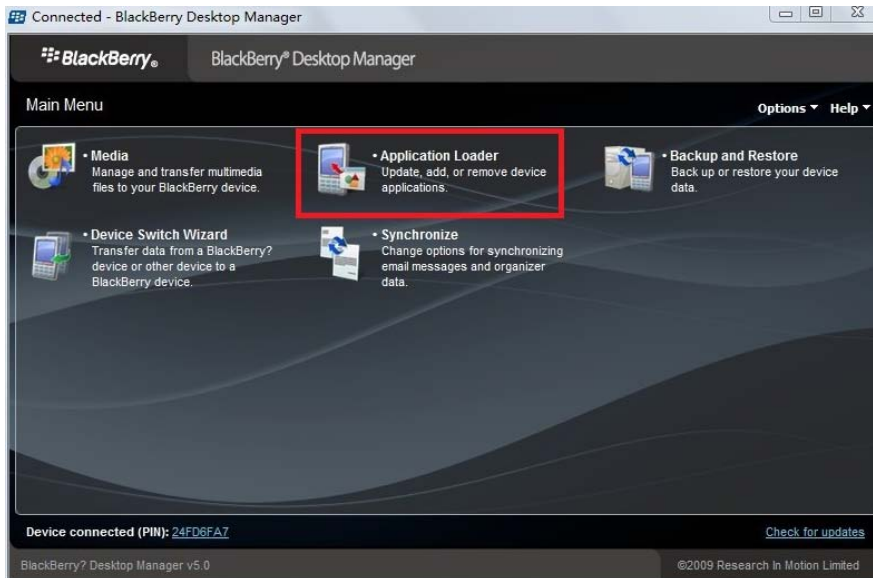 Connected - BlackBerry Desktop Manager
BlackBerry®
BlackBerry® Desktop Manager
Main Menu
Options
Help
• Media
Manage and transfer multimedia
files to your BlackBerry device.
• Application Loader
Update, add, or remove device
applications.
• Backup and Restore
Back up or restore your device
data.
• Device Switch Wizard
Transfer data from a BlackBerry?
device or other device to a
BlackBerry device.
• Synchronize
Change options for synchronizing
email messages and organizer
data.
Device connected (PIN): 24FD6FA7
Check for updates
BlackBerry? Desktop Manager v5.0
©2009 Research In Motion Limited